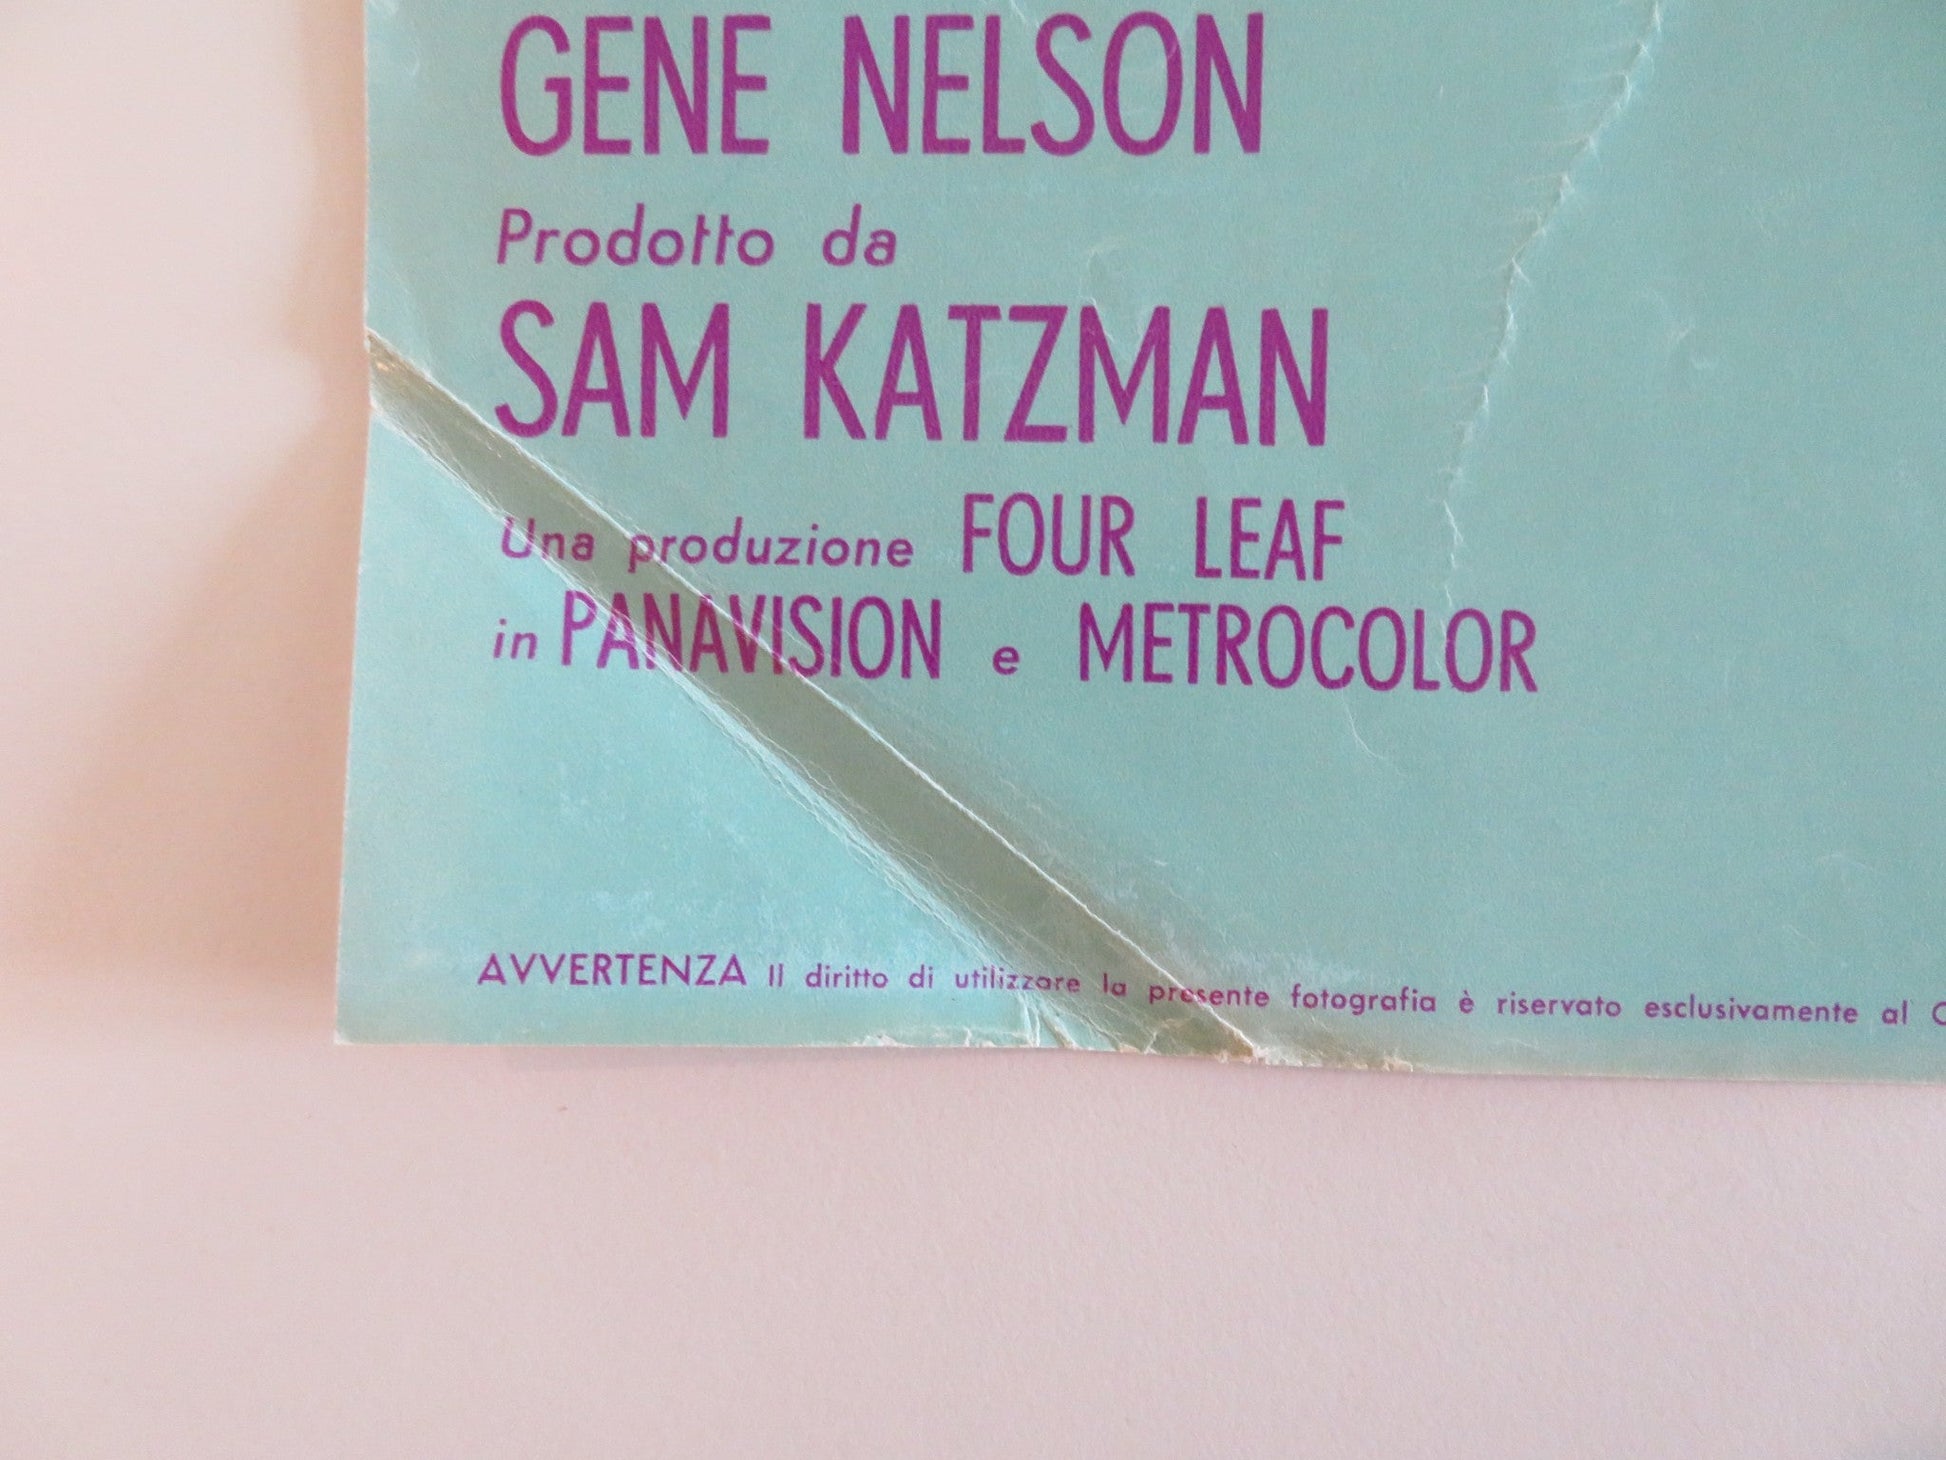 GENE NELSON
Prodotto da
SAM KATZMAN
Una produzione FOUR LEAF
in PANAVISION e METROCOLOR
AVVERTENZA Il diritto di utilizzare la presente fotografia è riservato esclusivamente al